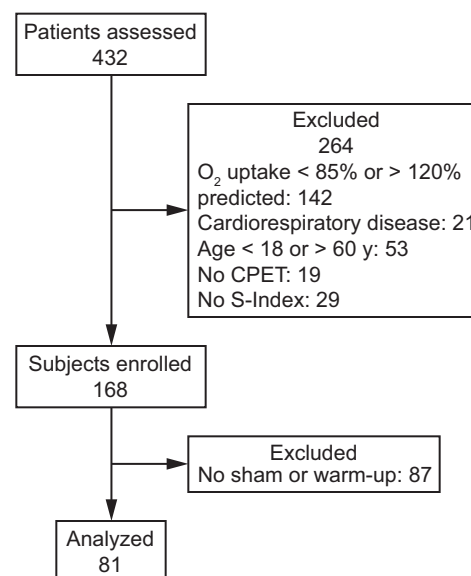 Patients assessed
432
Excluded
264
O₂ uptake < 85% or > 120%
predicted: 142
Cardiorespiratory disease: 21
Age < 18 or > 60 y: 53
No CPET: 19
No S-Index: 29
Subjects enrolled
168
Excluded
No sham or warm-up: 87
Analyzed
81